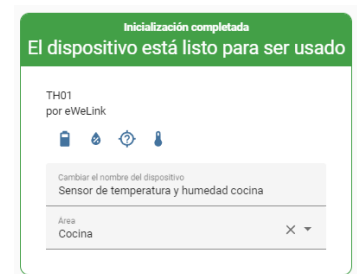 Inicialización completada
El dispositivo está listo para ser usado
TH01
por eWeLink
Cambiar el nombre del dispositivo
Sensor de temperatura y humedad cocina
Área
Cocina